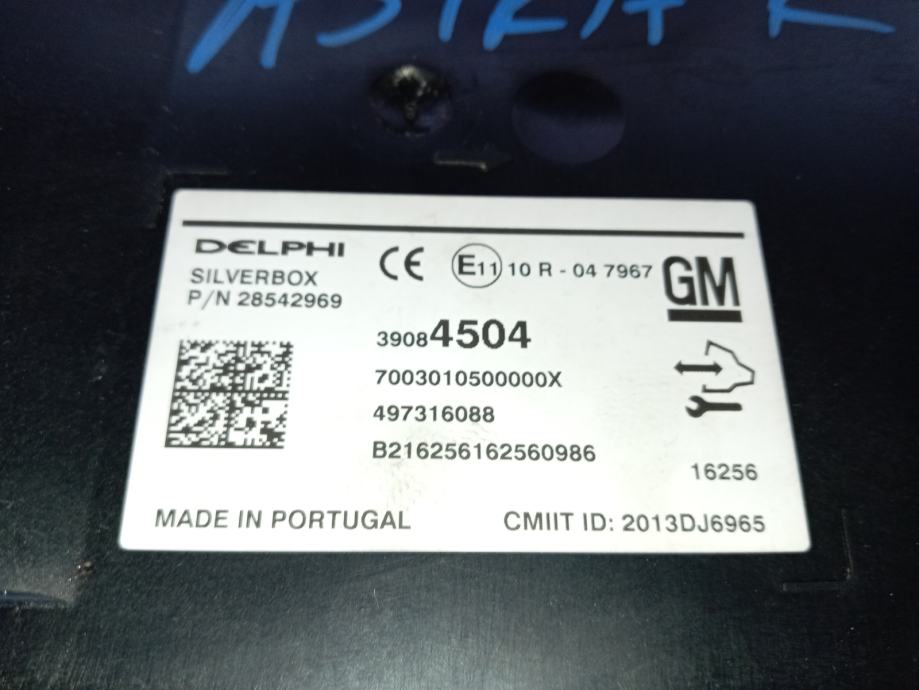 ASTRA K
DELPHI
SILVERBOX
P/N 28542969
CE E11 10 R - 04 7967
GM
39084504
7003010500000X
497316088
B216256162560986
16256
MADE IN PORTUGAL
CMIIT ID: 2013DJ6965